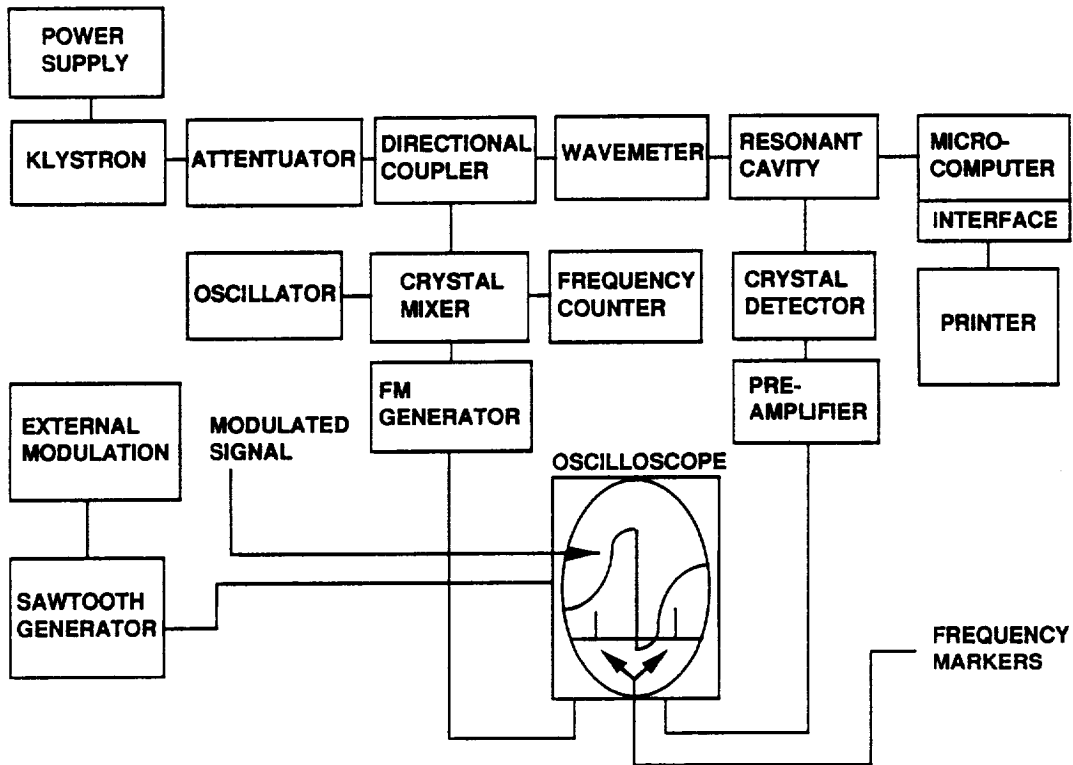 POWER
SUPPLY
KLYSTRON
ATTENTUATOR
DIRECTIONAL
COUPLER
WAVEMETER
RESONANT
CAVITY
MICRO-
COMPUTER
INTERFACE
OSCILLATOR
CRYSTAL
MIXER
FREQUENCY
COUNTER
CRYSTAL
DETECTOR
PRINTER
EXTERNAL
MODULATION
MODULATED
SIGNAL
FM
GENERATOR
PRE-
AMPLIFIER
OSCILLOSCOPE
SAWTOOTH
GENERATOR
FREQUENCY
MARKERS